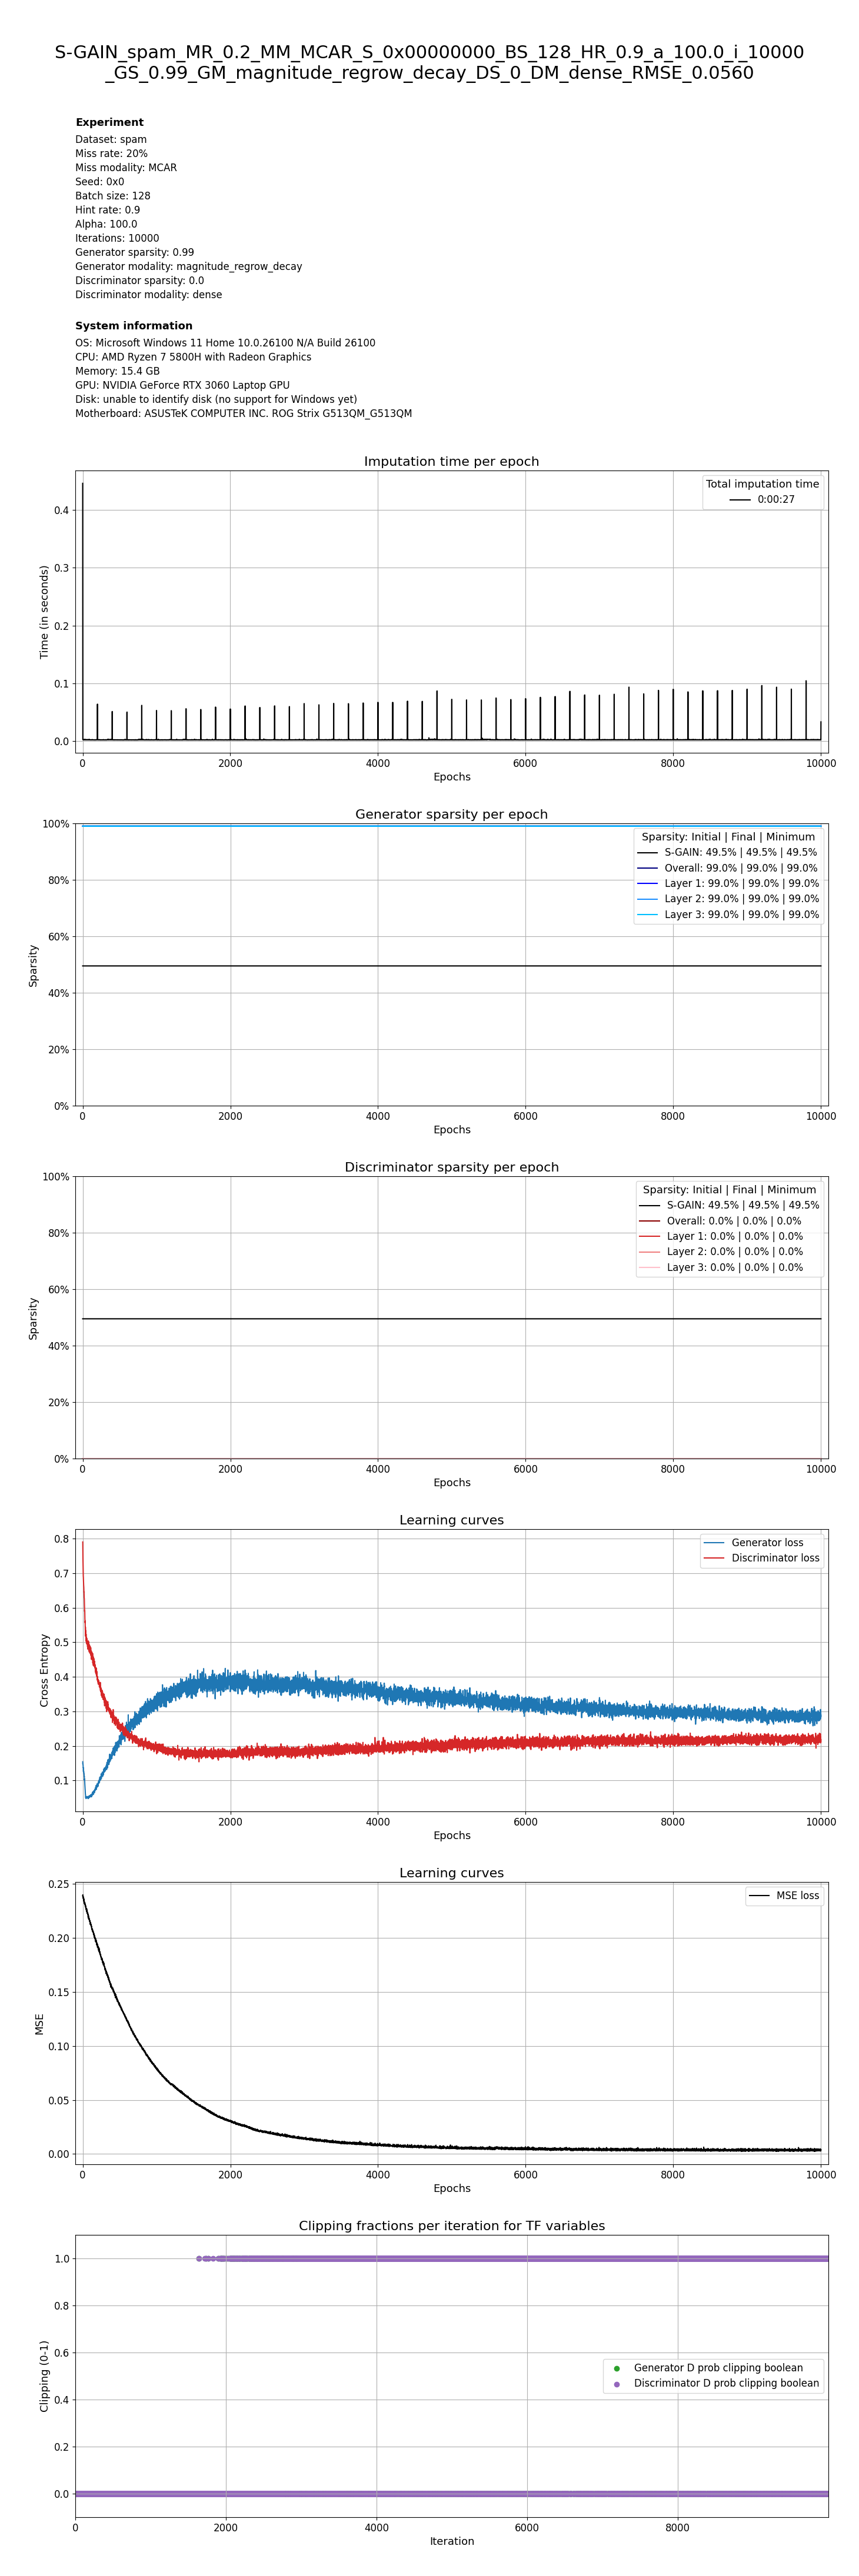 S-GAIN_spam_MR_0.2_MM_MCAR_S_0x00000000_BS_128_HR_0.9_a_100.0_i_10000
_GS_0.99_GM_magnitude_regrow_decay_DS_0_DM_dense_RMSE_0.0560
Experiment
Dataset: spam
Miss rate: 20%
Miss modality: MCAR
Seed: 0x0
Batch size: 128
Hint rate: 0.9
Alpha: 100.0
Iterations: 10000
Generator sparsity: 0.99
Generator modality: magnitude_regrow_decay
Discriminator sparsity: 0.0
Discriminator modality: dense
System information
OS: Microsoft Windows 11 Home 10.0.26100 N/A Build 26100
CPU: AMD Ryzen 7 5800H with Radeon Graphics
Memory: 15.4 GB
GPU: NVIDIA GeForce RTX 3060 Laptop GPU
Disk: unable to identify disk (no support for Windows yet)
Motherboard: ASUSTeK COMPUTER INC. ROG Strix G513QM_G513QM
Imputation time per epoch
Total imputation time
0:00:27
Time (in seconds)
0.4
0.3
0.2
0.1
0.0
0 2000 4000 6000 8000 10000
Epochs
Generator sparsity per epoch
Sparsity: Initial | Final | Minimum
S-GAIN: 49.5% | 49.5% | 49.5%
Overall: 99.0% | 99.0% | 99.0%
Layer 1: 99.0% | 99.0% | 99.0%
Layer 2: 99.0% | 99.0% | 99.0%
Layer 3: 99.0% | 99.0% | 99.0%
Sparsity
100%
80%
60%
40%
20%
0%
0 2000 4000 6000 8000 10000
Epochs
Discriminator sparsity per epoch
Sparsity: Initial | Final | Minimum
S-GAIN: 49.5% | 49.5% | 49.5%
Overall: 0.0% | 0.0% | 0.0%
Layer 1: 0.0% | 0.0% | 0.0%
Layer 2: 0.0% | 0.0% | 0.0%
Layer 3: 0.0% | 0.0% | 0.0%
Sparsity
100%
80%
60%
40%
20%
0%
0 2000 4000 6000 8000 10000
Epochs
Learning curves
Generator loss
Discriminator loss
Cross Entropy
0.8
0.7
0.6
0.5
0.4
0.3
0.2
0.1
0 2000 4000 6000 8000 10000
Epochs
Learning curves
MSE loss
MSE
0.25
0.20
0.15
0.10
0.05
0.00
0 2000 4000 6000 8000 10000
Epochs
Clipping fractions per iteration for TF variables
Generator D prob clipping boolean
Discriminator D prob clipping boolean
Clipping (0-1)
1.0
0.8
0.6
0.4
0.2
0.0
0 2000 4000 6000 8000
Iteration